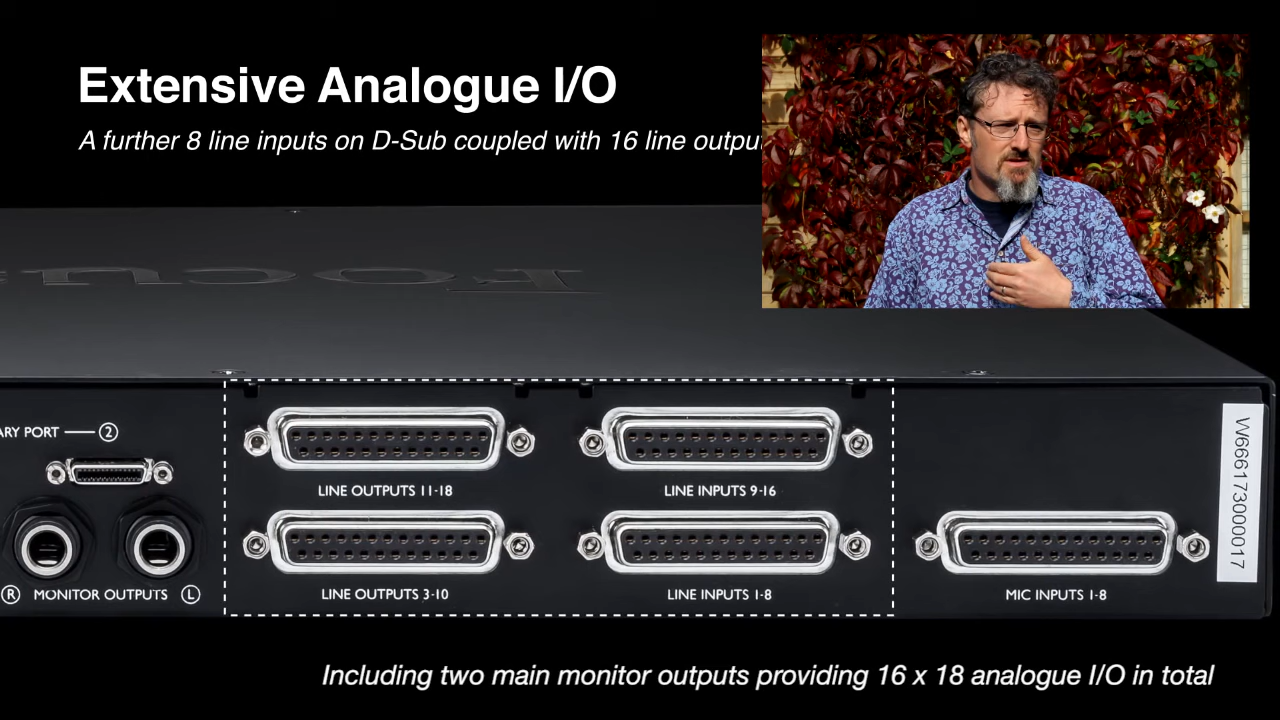 Extensive Analogue I/O
A further 8 line inputs on D-Sub coupled with 16 line
ARY PORT 2
LINE OUTPUTS 11-18
LINE INPUTS 9-16
R MONITOR OUTPUTS L
LINE OUTPUTS 3-10
LINE INPUTS 1-8
MIC INPUTS 1-8
W66617300017
Including two main monitor outputs providing 16 x 18 analogue I/O in total